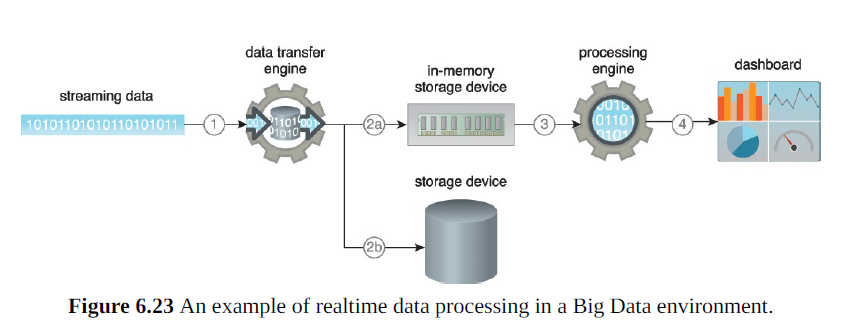 data transfer
engine
processing
engine
in-memory
storage device
dashboard
streaming data
10101101010110101011
1
2a
3
4
storage device
2b
Figure 6.23 An example of realtime data processing in a Big Data environment.